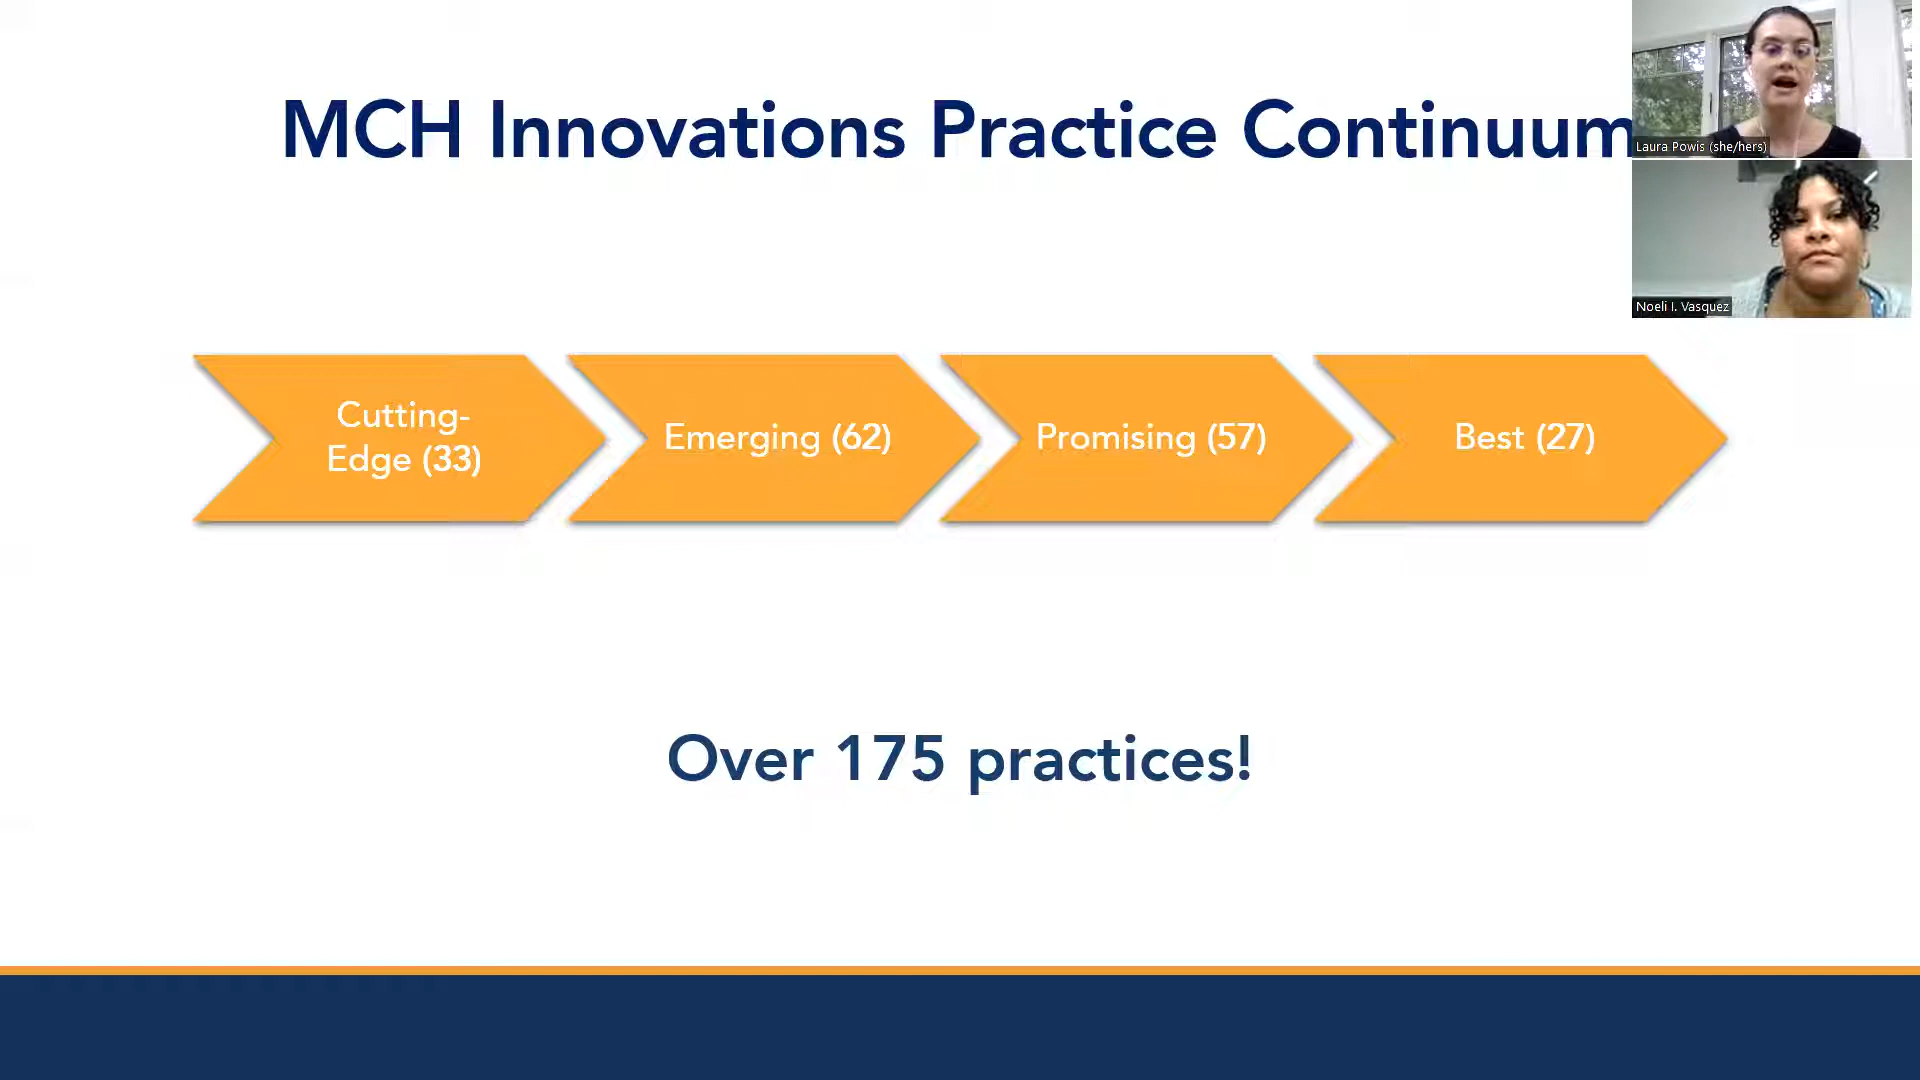 MCH Innovations Practice Continuum
Laura Powis (she/hers)
Noeli I. Vasquez
Cutting-
Edge (33)
Emerging (62)
Promising (57)
Best (27)
Over 175 practices!